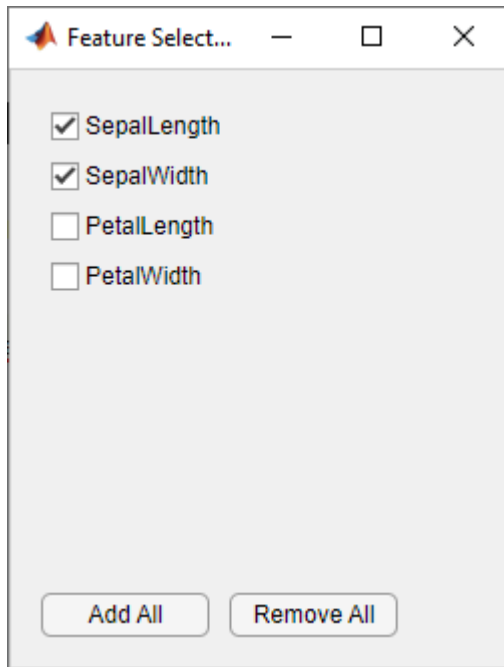 Feature Select...
SepalLength
SepalWidth
PetalLength
PetalWidth
Add All
Remove All